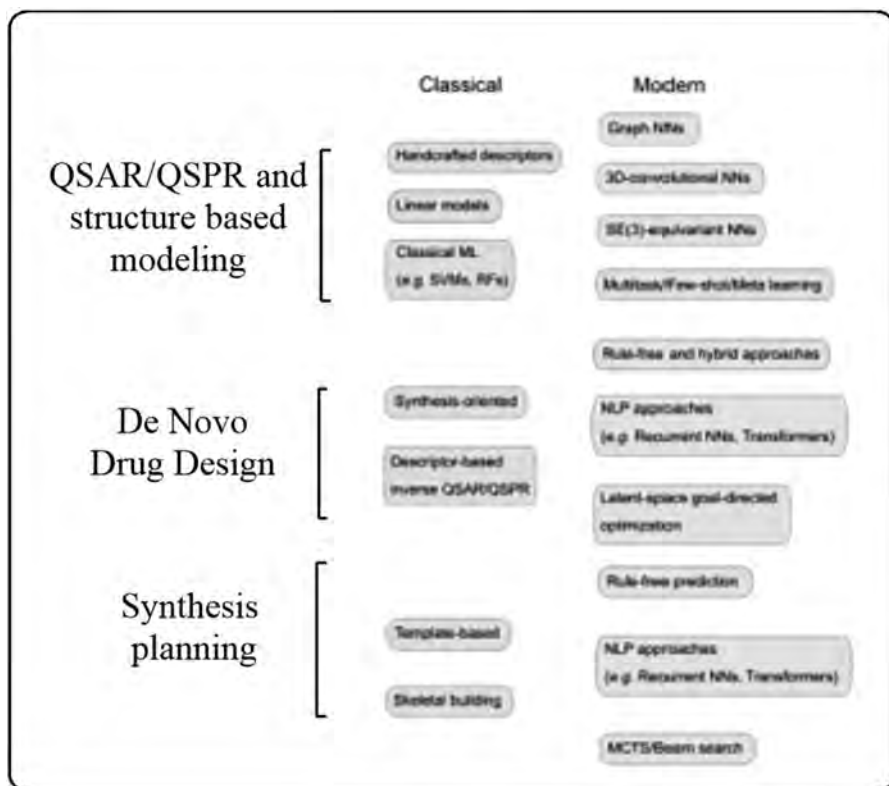 Classical
Modern
QSAR/QSPR and
structure based
modeling
Handcrafted descriptors
Linear models
Classical ML
(e.g. SVMs, RFs)
Graph NNs
3D-convolutional NNs
SE(3)-equivariant NNs
Multitask/Few-shot/Meta learning
De Novo
Drug Design
Synthesis-oriented
Descriptor-based
inverse QSAR/QSPR
Rule-free and hybrid approaches
NLP approaches
(e.g. Recurrent NNs, Transformers)
Latent-space goal-directed
optimization
Synthesis
planning
Template-based
Skeletal building
Rule-free prediction
NLP approaches
(e.g. Recurrent NNs, Transformers)
MCTS/Beam search